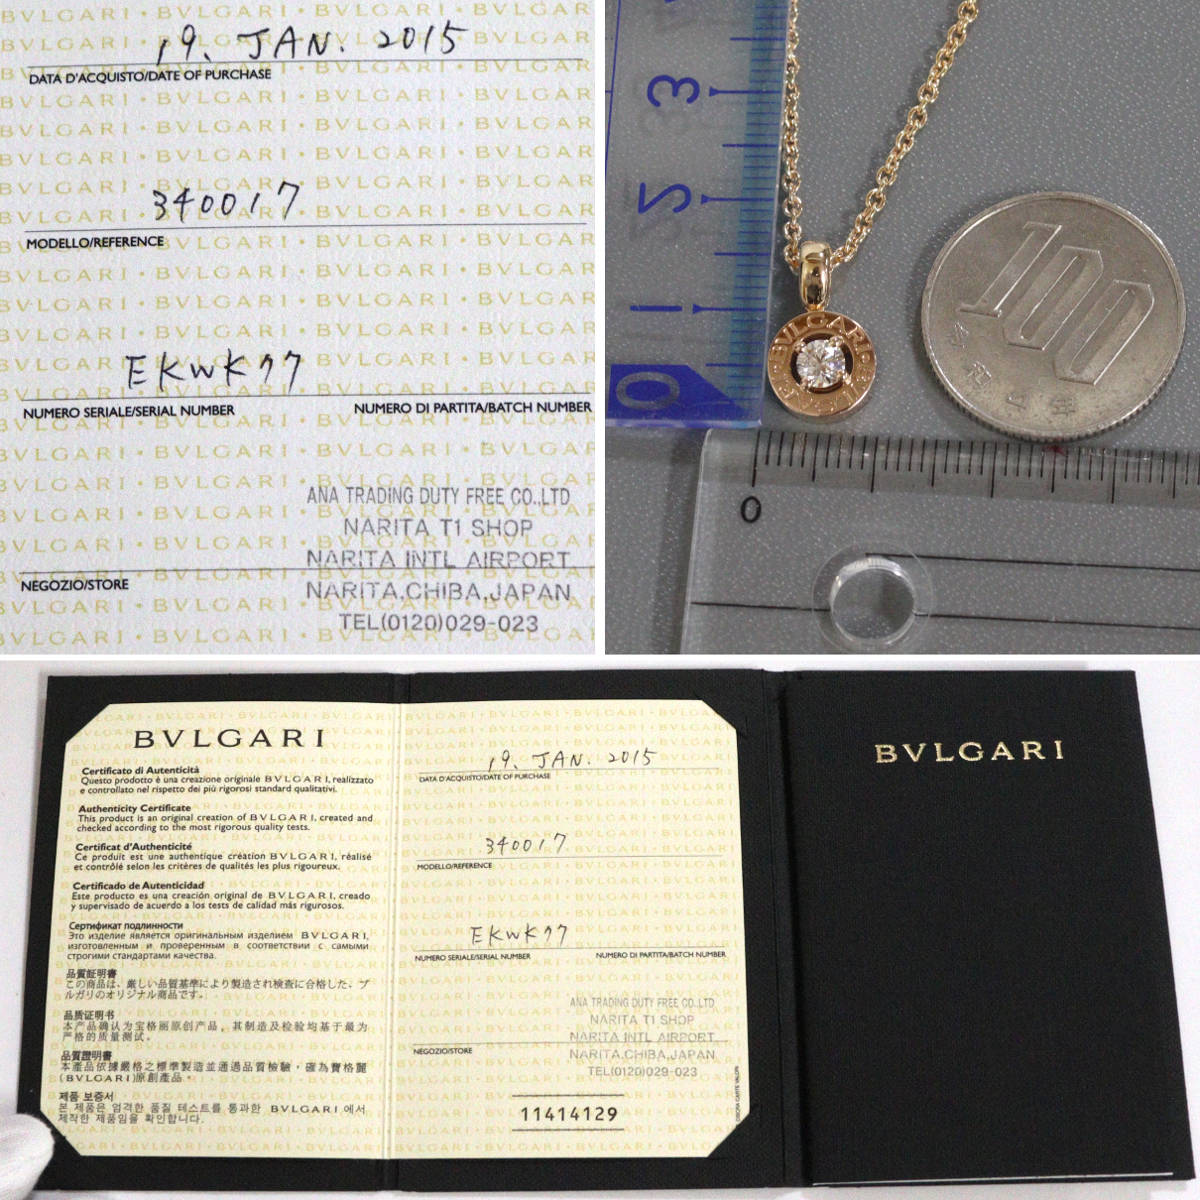 19. JAN. 2015
DATA D'ACQUISTO/DATE OF PURCHASE
340017
MODELLO/REFERENCE
EKWK77
NUMERO SERIALE/SERIAL NUMBER
NUMERO DI PARTITA/BATCH NUMBER
ANA TRADING DUTY FREE CO.,LTD
NARITA T1 SHOP
NARITA INTL AIRPORT
NEGOZIO/STORE
NARITA,CHIBA,JAPAN
TEL(0120)029-023
3
2
1
0
BVLGARI
100
令和 年
0
BVLGARI
Certificato di Autenticità
Questo prodotto è una creazione originale BVLGARI, realizzato
e controllato nel rispetto dei più rigorosi standard qualitativi.
Authenticity Certificate
This product is an original creation of BVLGARI, created and
checked according to the most rigorous quality tests.
Certificat d'Authenticité
Ce produit est une authentique création BVLGARI, réalisé
et contrôlé selon les critères de qualités les plus rigoureux.
Certificado de Autenticidad
Este producto es una creación original de BVLGARI, creado
y supervisado de acuerdo a los tests de calidad más rigurosos.
Сертификат подлинности
Это изделие является оригинальным изделием BVLGARI,
изготовленным и проверенным в соответствии с самыми
строгими стандартами качества.
品質証明書
この商品は、厳しい品質基準により製造され検査に合格した、ブ
ルガリのオリジナル商品です。
品质证明书
本产品确认为宝格丽原创产品，其制造及检验均基于最为
严格的质量测试。
品質證明書
本產品依據嚴格之標準製造並通過品質檢驗，確為寶格麗
(BVLGARI)原創產品。
제품 보증서
본 제품은 엄격한 품질 테스트를 통과한 BVLGARI 에서
제작한 제품임을 확인합니다.
19. JAN. 2015
DATA D'ACQUISTO/DATE OF PURCHASE
340017
MODELLO/REFERENCE
EKWK77
NUMERO SERIALE/SERIAL NUMBER
NUMERO DI PARTITA/BATCH NUMBER
ANA TRADING DUTY FREE CO.,LTD
NARITA T1 SHOP
NARITA INTL AIRPORT
NEGOZIO/STORE
NARITA,CHIBA,JAPAN
TEL(0120)029-023
11414129
BVLGARI